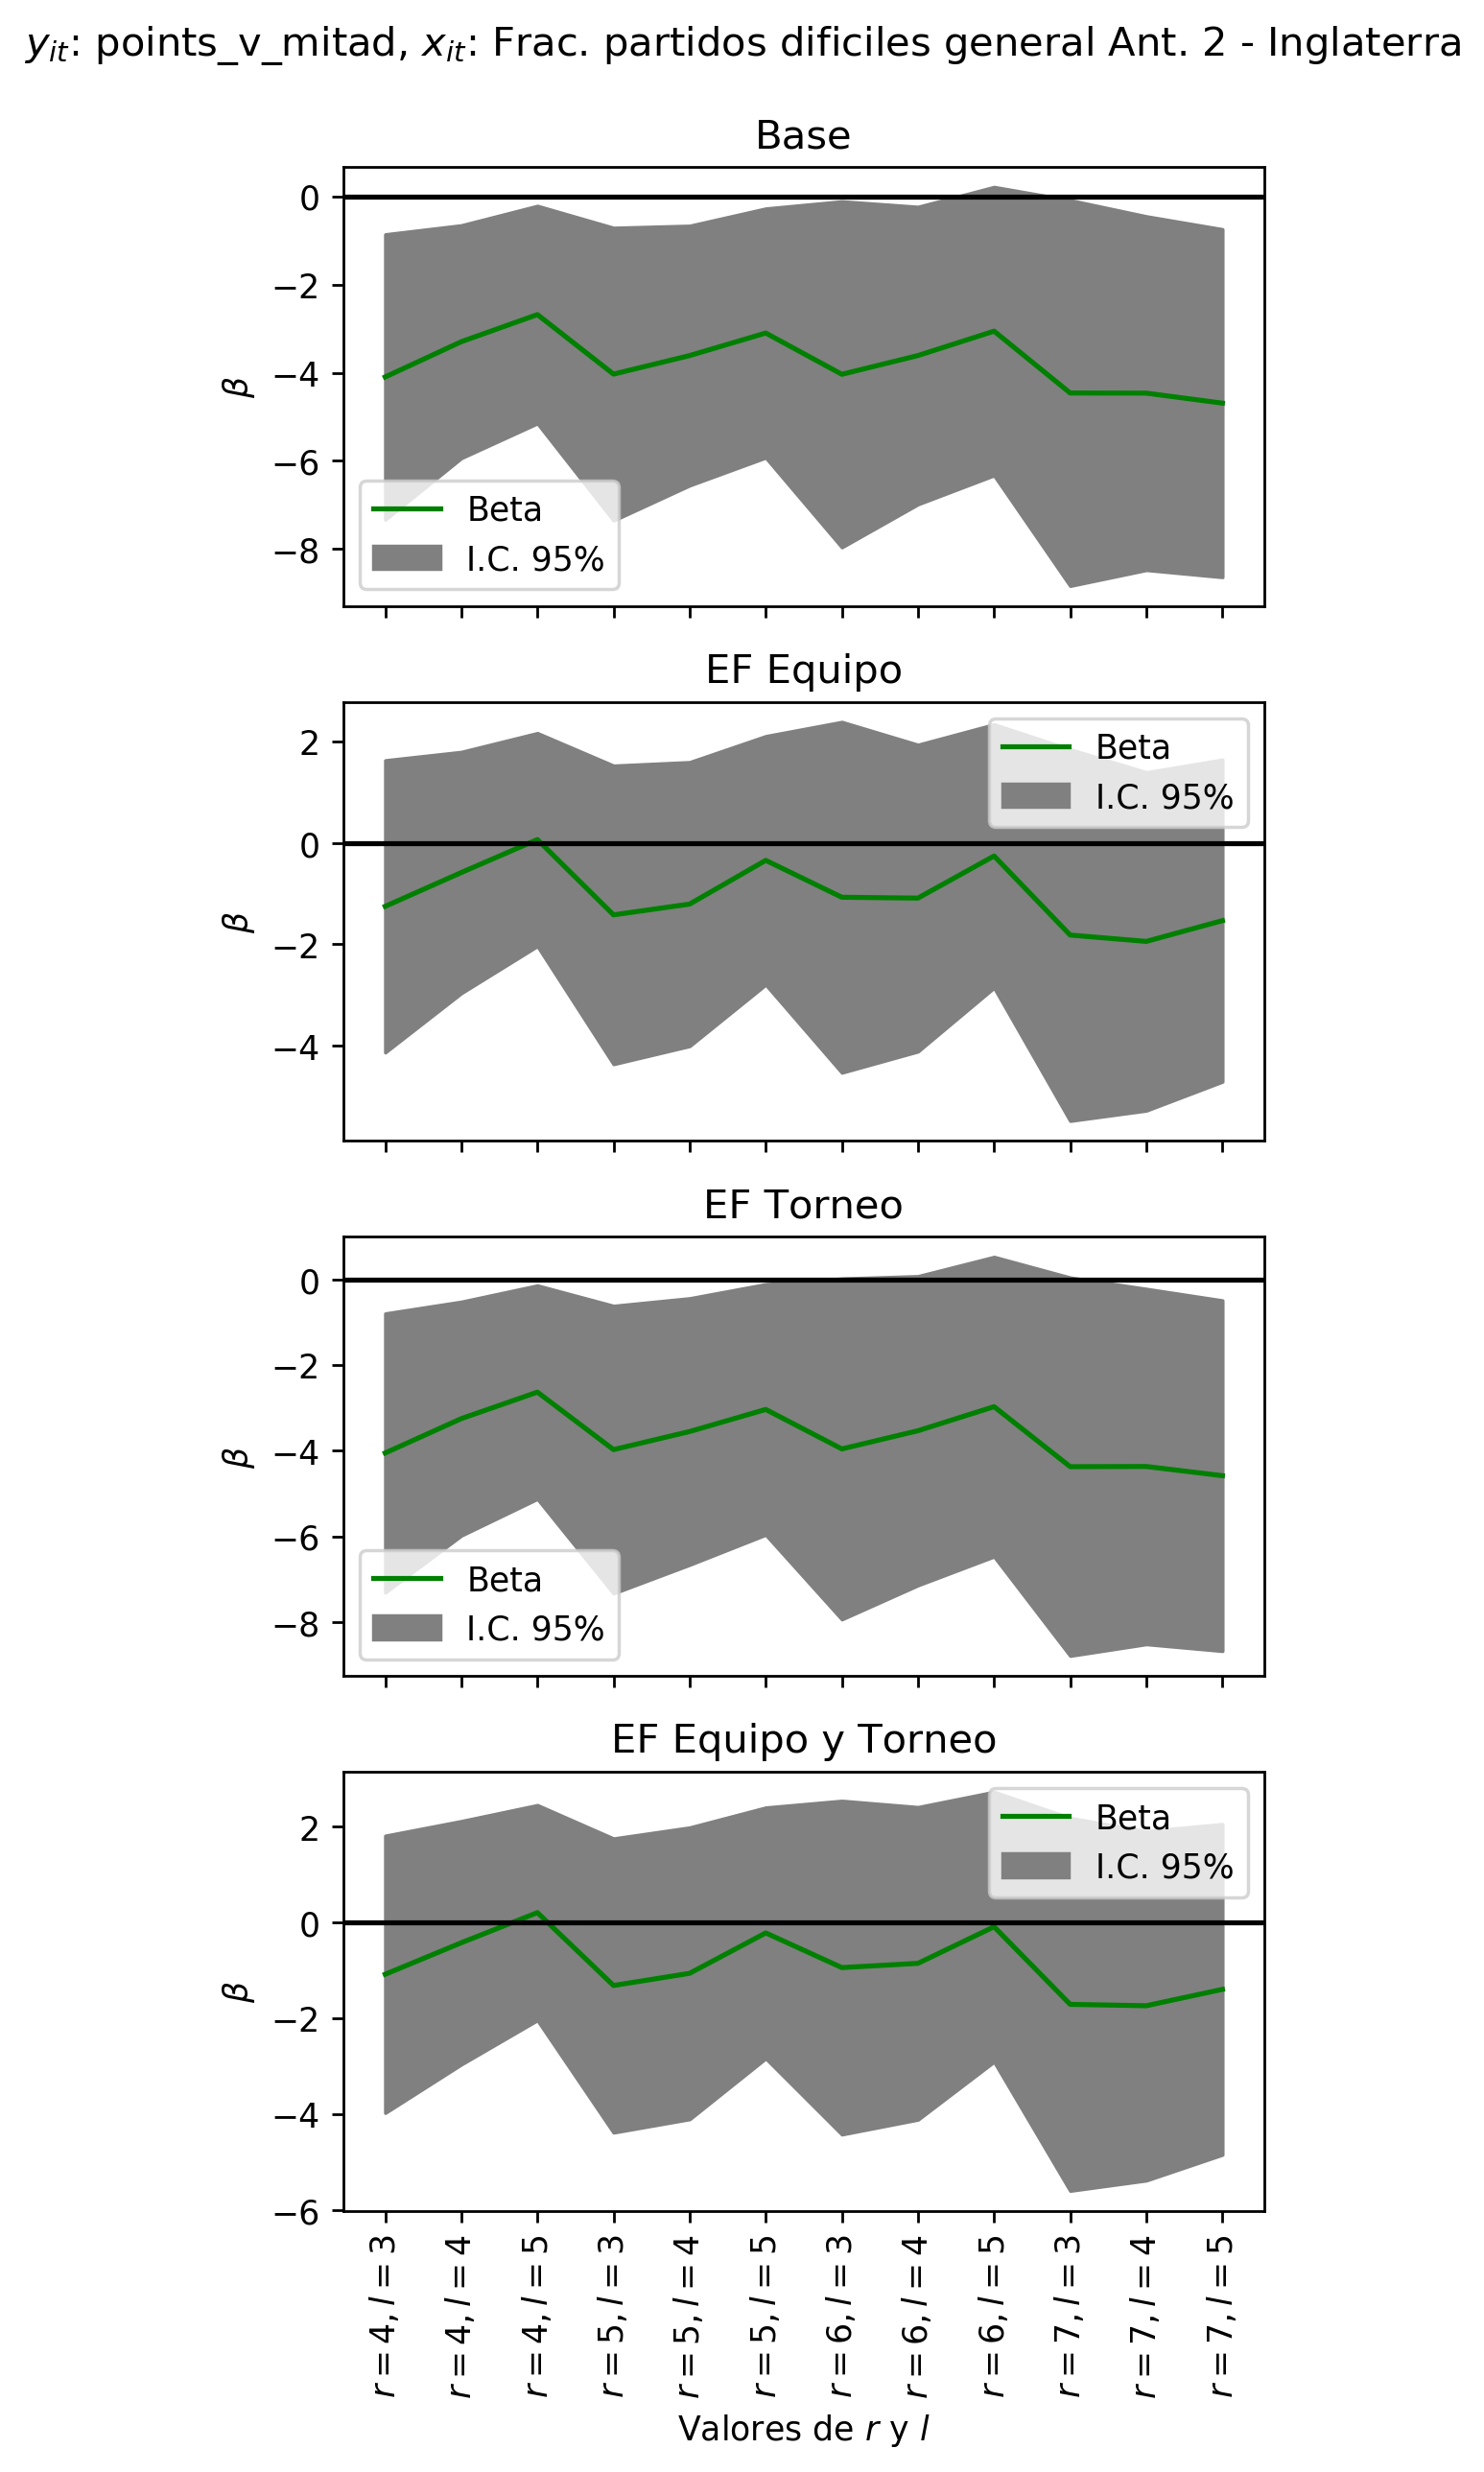 y_it: points_v_mitad, x_it: Frac. partidos dificiles general Ant. 2 - Inglaterra
Base
0
−2
−4
−6
−8
β
Beta
I.C. 95%
EF Equipo
2
0
−2
−4
β
Beta
I.C. 95%
EF Torneo
0
−2
−4
−6
−8
β
Beta
I.C. 95%
EF Equipo y Torneo
2
0
−2
−4
−6
β
Beta
I.C. 95%
r = 4, l = 3
r = 4, l = 4
r = 4, l = 5
r = 5, l = 3
r = 5, l = 4
r = 5, l = 5
r = 6, l = 3
r = 6, l = 4
r = 6, l = 5
r = 7, l = 3
r = 7, l = 4
r = 7, l = 5
Valores de r y l